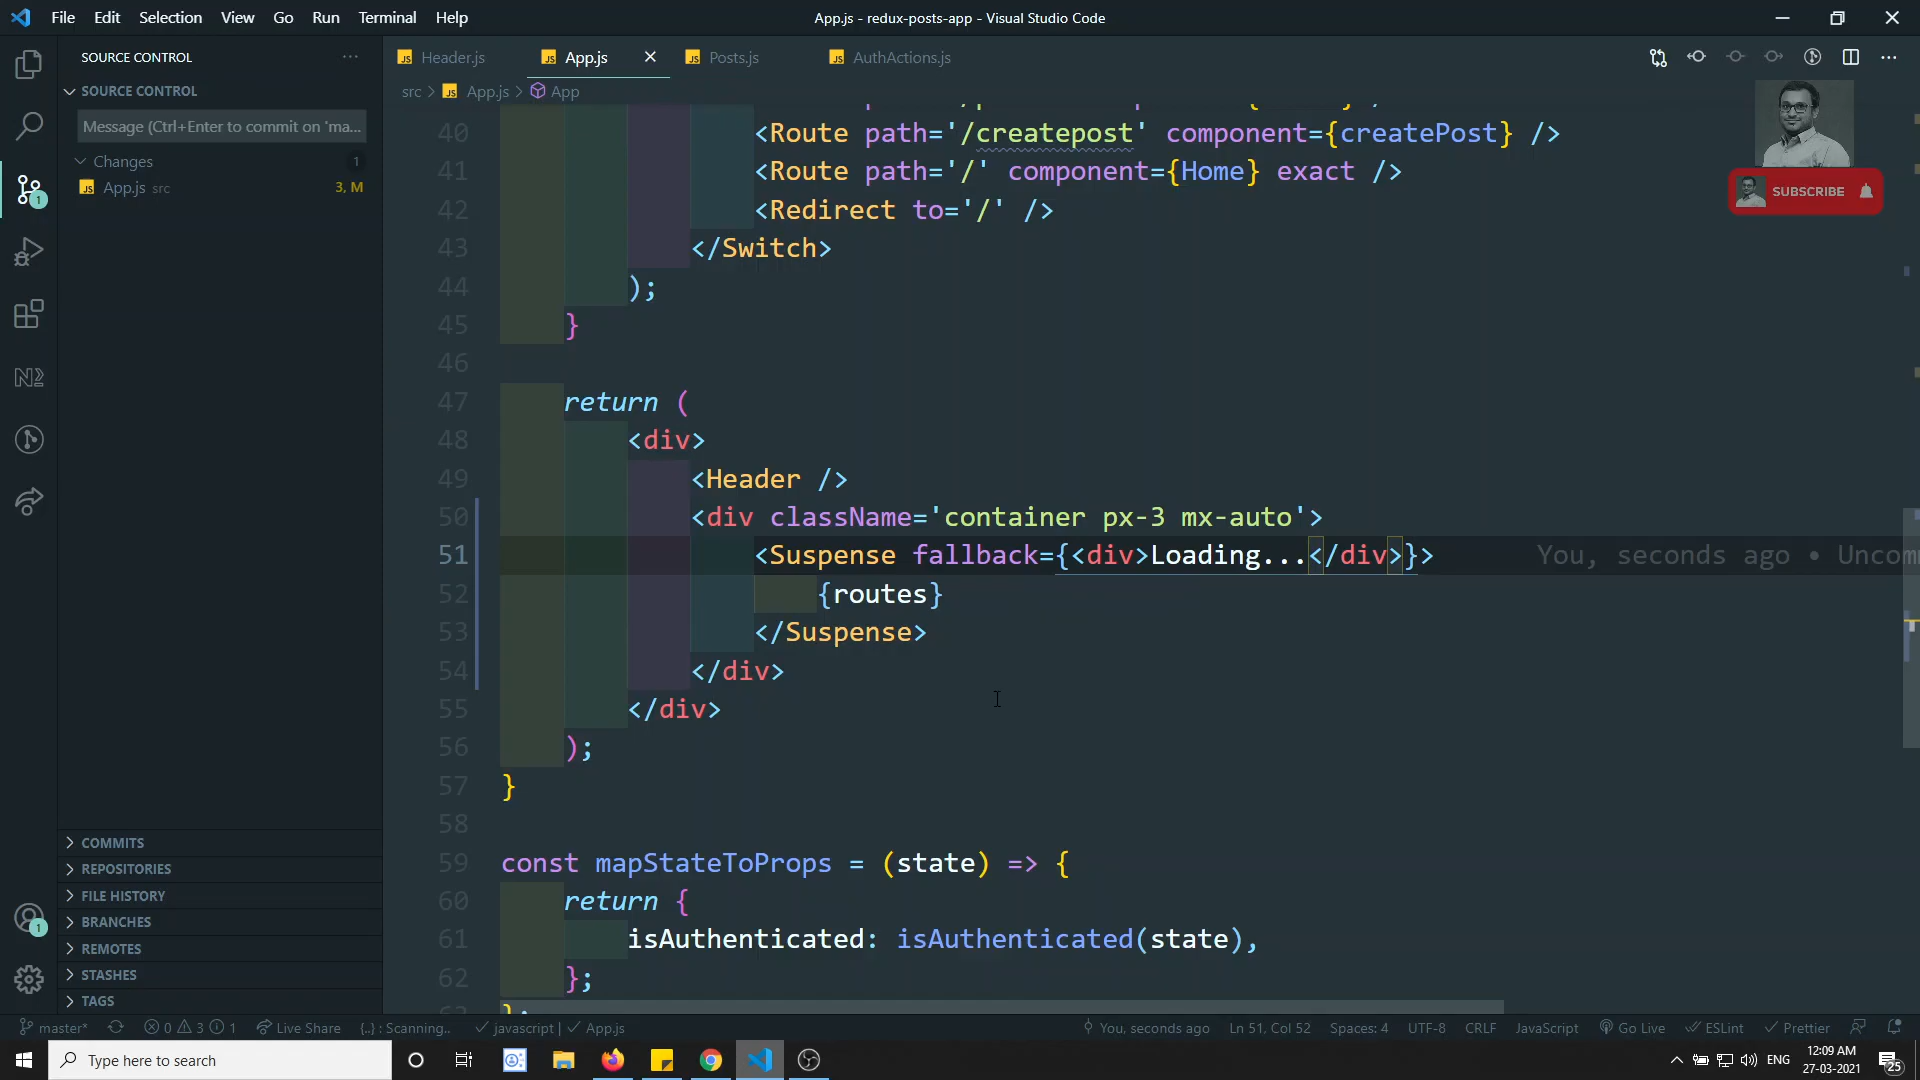 File Edit Selection View Go Run Terminal Help
App.js - redux-posts-app - Visual Studio Code
SOURCE CONTROL
Header.js
App.js
Posts.js
AuthActions.js
SOURCE CONTROL
src > App.js > App
Message (Ctrl+Enter to commit on 'ma...
Changes 1
App.js src 3, M
40 <Route path='/createpost' component={createPost} />
41 <Route path='/' component={Home} exact />
42 <Redirect to='/' />
43 </Switch>
44 );
45 }
46
47 return (
48 <div>
49 <Header />
50 <div className='container px-3 mx-auto'>
51 <Suspense fallback={<div>Loading...</div>}> You, seconds ago • Uncom
52 {routes}
53 </Suspense>
54 </div>
55 </div>
56 );
57 }
58
59 const mapStateToProps = (state) => {
60 return {
61 isAuthenticated: isAuthenticated(state),
62 };
SUBSCRIBE
1
1
COMMITS
REPOSITORIES
FILE HISTORY
BRANCHES
REMOTES
STASHES
TAGS
master* 0 3 1 Live Share {..} : Scanning.. javascript | App.js
You, seconds ago Ln 51, Col 52 Spaces: 4 UTF-8 CRLF JavaScript Go Live ESLint Prettier
Type here to search
ENG
12:09 AM
27-03-2021
25